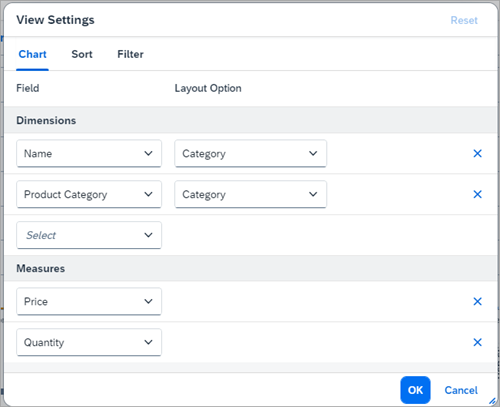 View Settings Reset
Chart Sort Filter
Field Layout Option
Dimensions
Name Category
Product Category Category
Select
Measures
Price
Quantity
OK Cancel